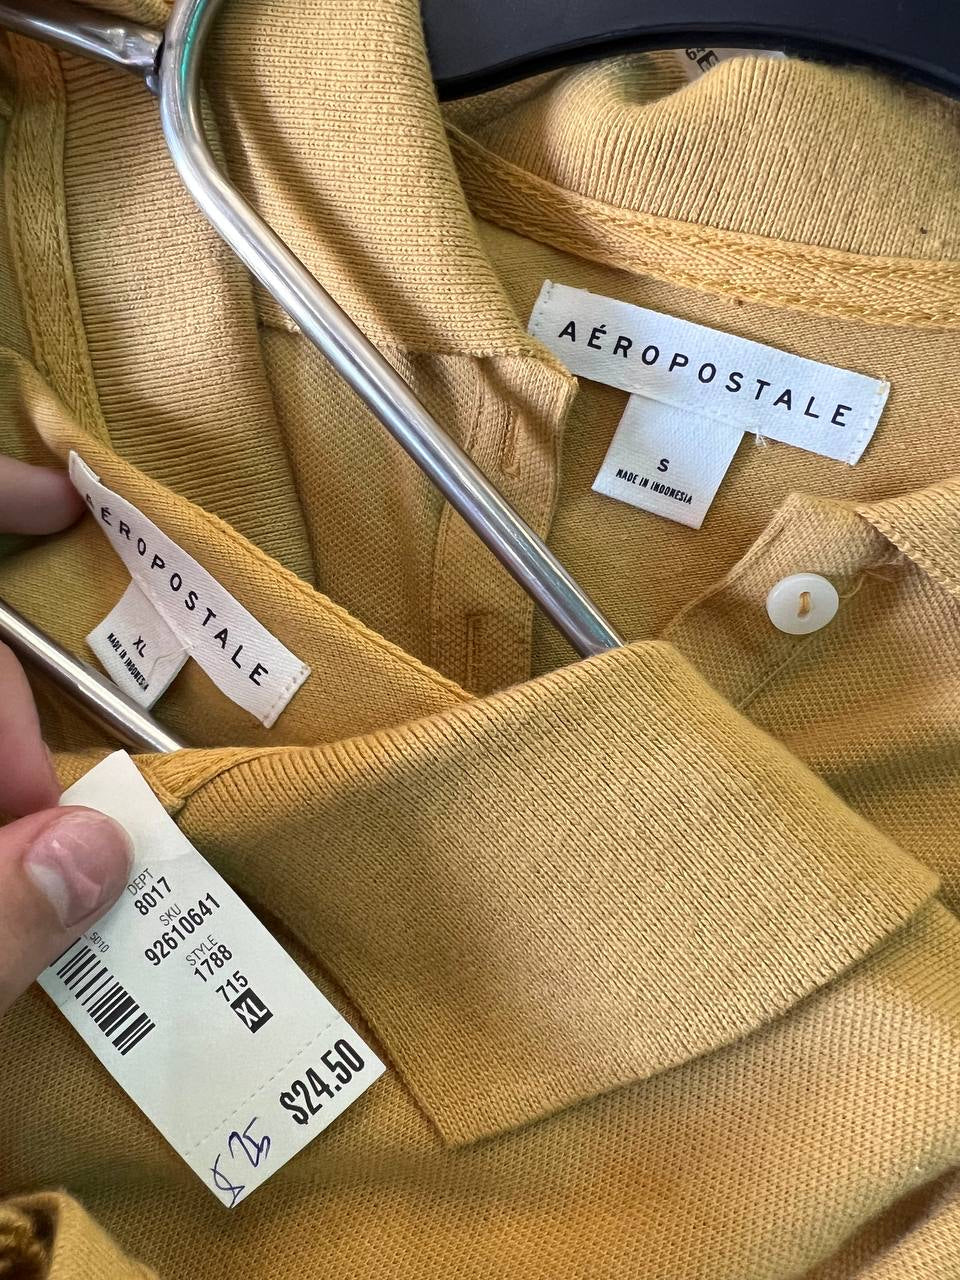 AÉROPOSTALE
S
MADE IN INDONESIA
AÉROPOSTALE
XL
MADE IN INDONESIA
DEPT
8017
SKU
92610641
STYLE
1788
715
XL
$24.50